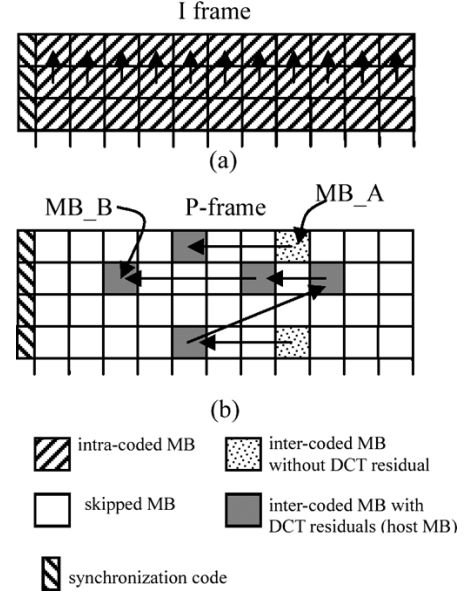 I frame
(a)
MB_A
MB_B P-frame
(b)
intra-coded MB
inter-coded MB
without DCT residual
skipped MB
inter-coded MB with
DCT residuals (host MB)
synchronization code